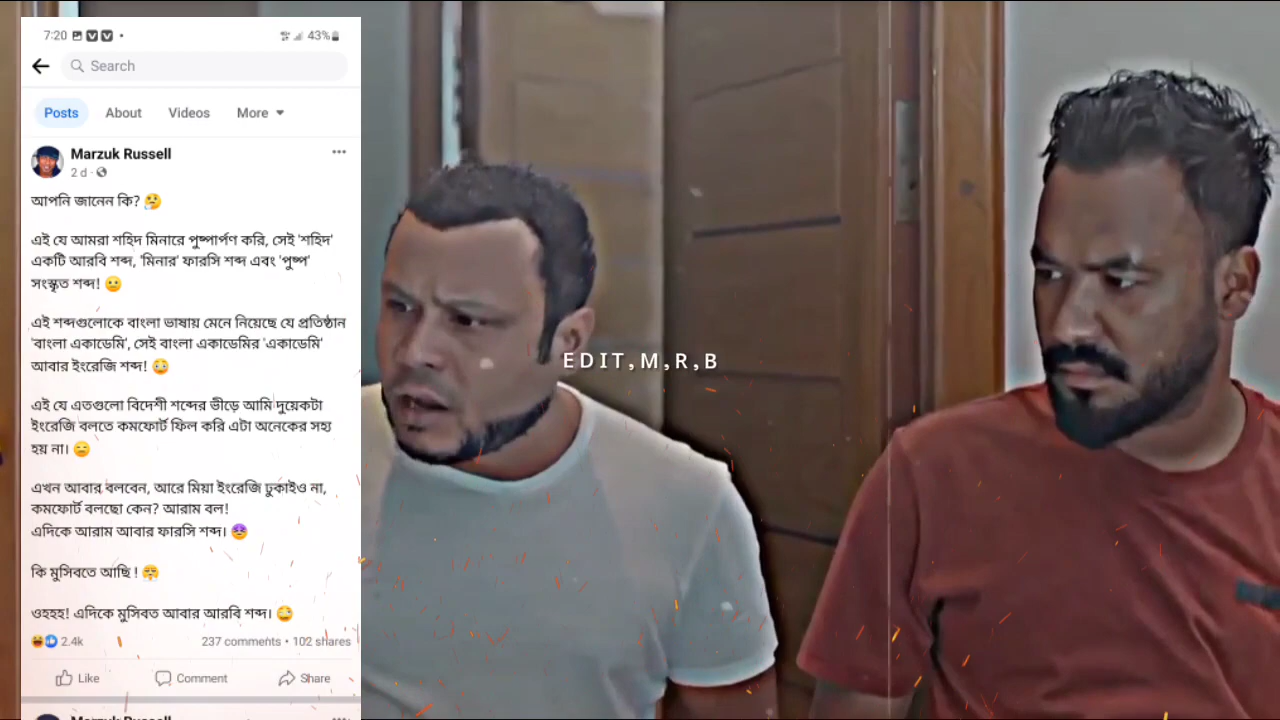 7:20
43%
Search
Posts About Videos More
Marzuk Russell
2 d
আপনি জানেন কি? 😢
এই যে আমরা শহিদ মিনারে পুষ্পার্পণ করি, সেই 'শহিদ'
একটি আরবি শব্দ, 'মিনার' ফারসি শব্দ এবং 'পুষ্প'
সংস্কৃত শব্দ! 😐
এই শব্দগুলোকে বাংলা ভাষায় মেনে নিয়েছে যে প্রতিষ্ঠান
'বাংলা একাডেমি', সেই বাংলা একাডেমির 'একাডেমি'
আবার ইংরেজি শব্দ! 😳
এই যে এতগুলো বিদেশী শব্দের ভীড়ে আমি দুয়েকটা
ইংরেজি বলতে কমফোর্ট ফিল করি এটা অনেকের সহ্য
হয় না। 😑
এখন আবার বলবেন, আরে মিয়া ইংরেজি ঢুকাইও না,
কমফোর্ট বলছো কেন? আরাম বল!
এদিকে আরাম আবার ফারসি শব্দ।
কি মুসিবতে আছি ! 😤
ওহহহ! এদিকে মুসিবত আবার আরবি শব্দ। 😳
2.4k 237 comments • 102 shares
Like Comment Share
Marzuk Russell
EDIT,M,R,B